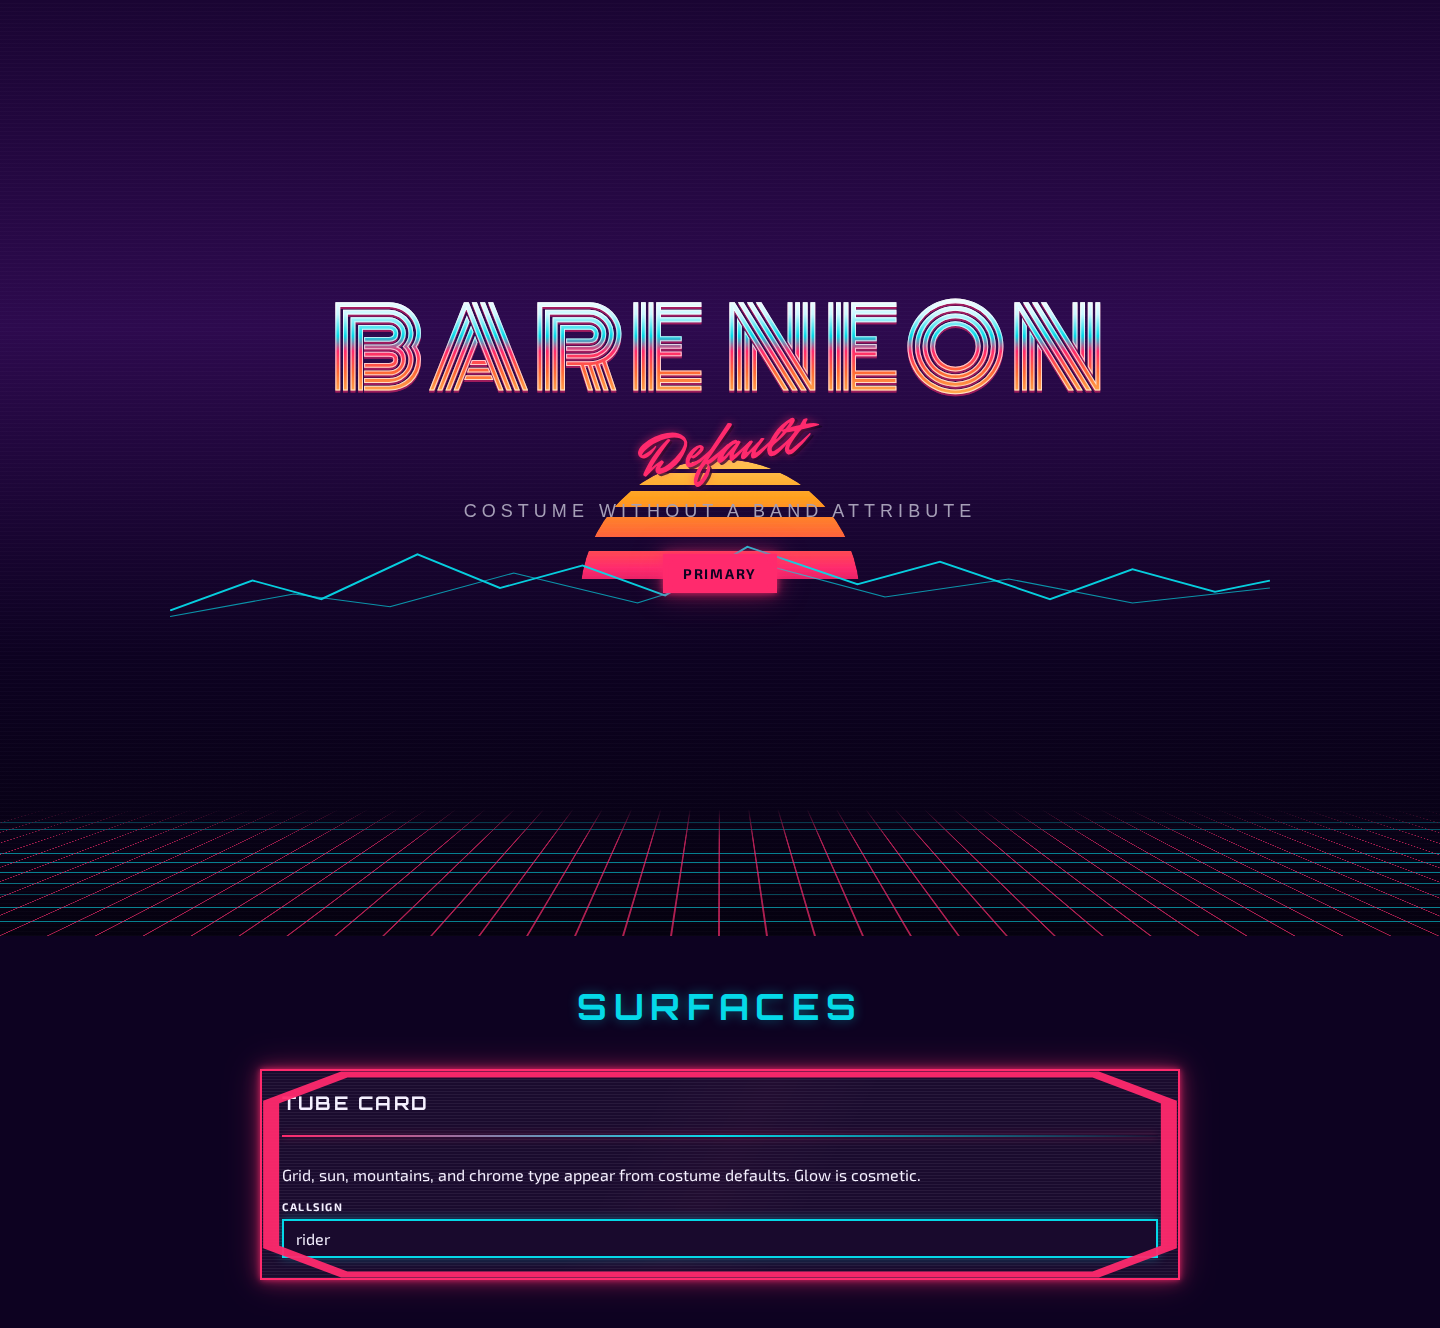 BARE NEON
Default
COSTUME WITHOUT A BAND ATTRIBUTE
PRIMARY
SURFACES
TUBE CARD
Grid, sun, mountains, and chrome type appear from costume defaults. Glow is cosmetic.
CALLSIGN
rider